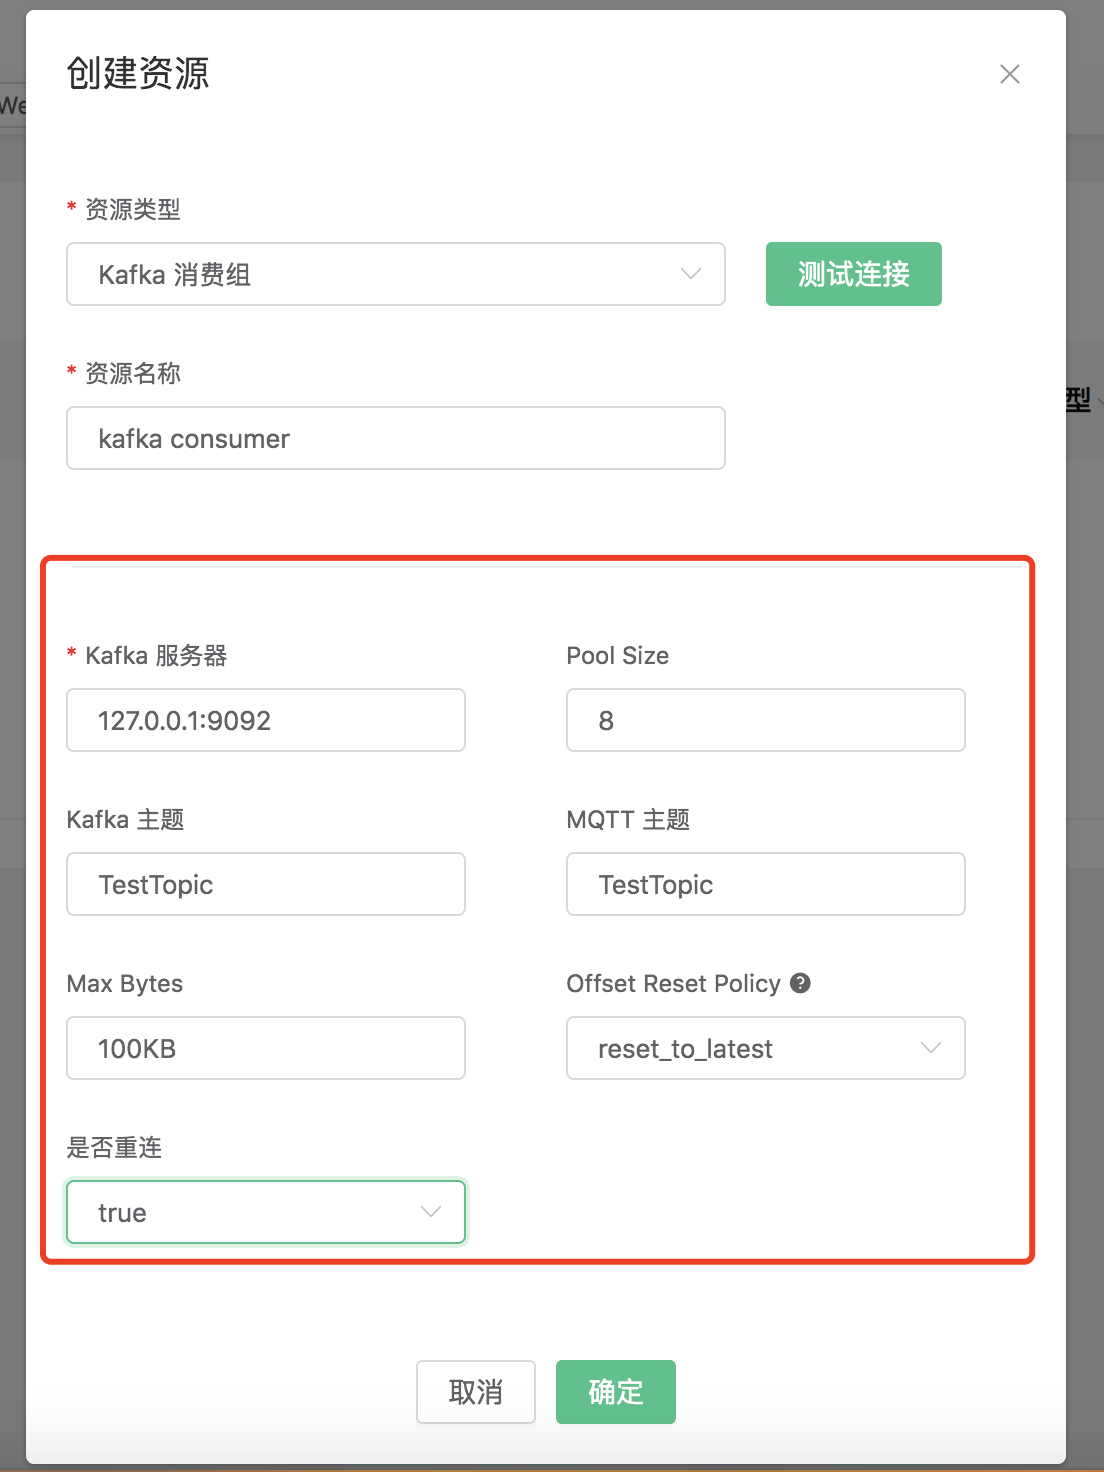 创建资源
We
* 资源类型
Kafka 消费组
测试连接
* 资源名称
型
kafka consumer
* Kafka 服务器
Pool Size
127.0.0.1:9092
8
Kafka 主题
MQTT 主题
TestTopic
TestTopic
Max Bytes
Offset Reset Policy ?
100KB
reset_to_latest
是否重连
true
取消
确定